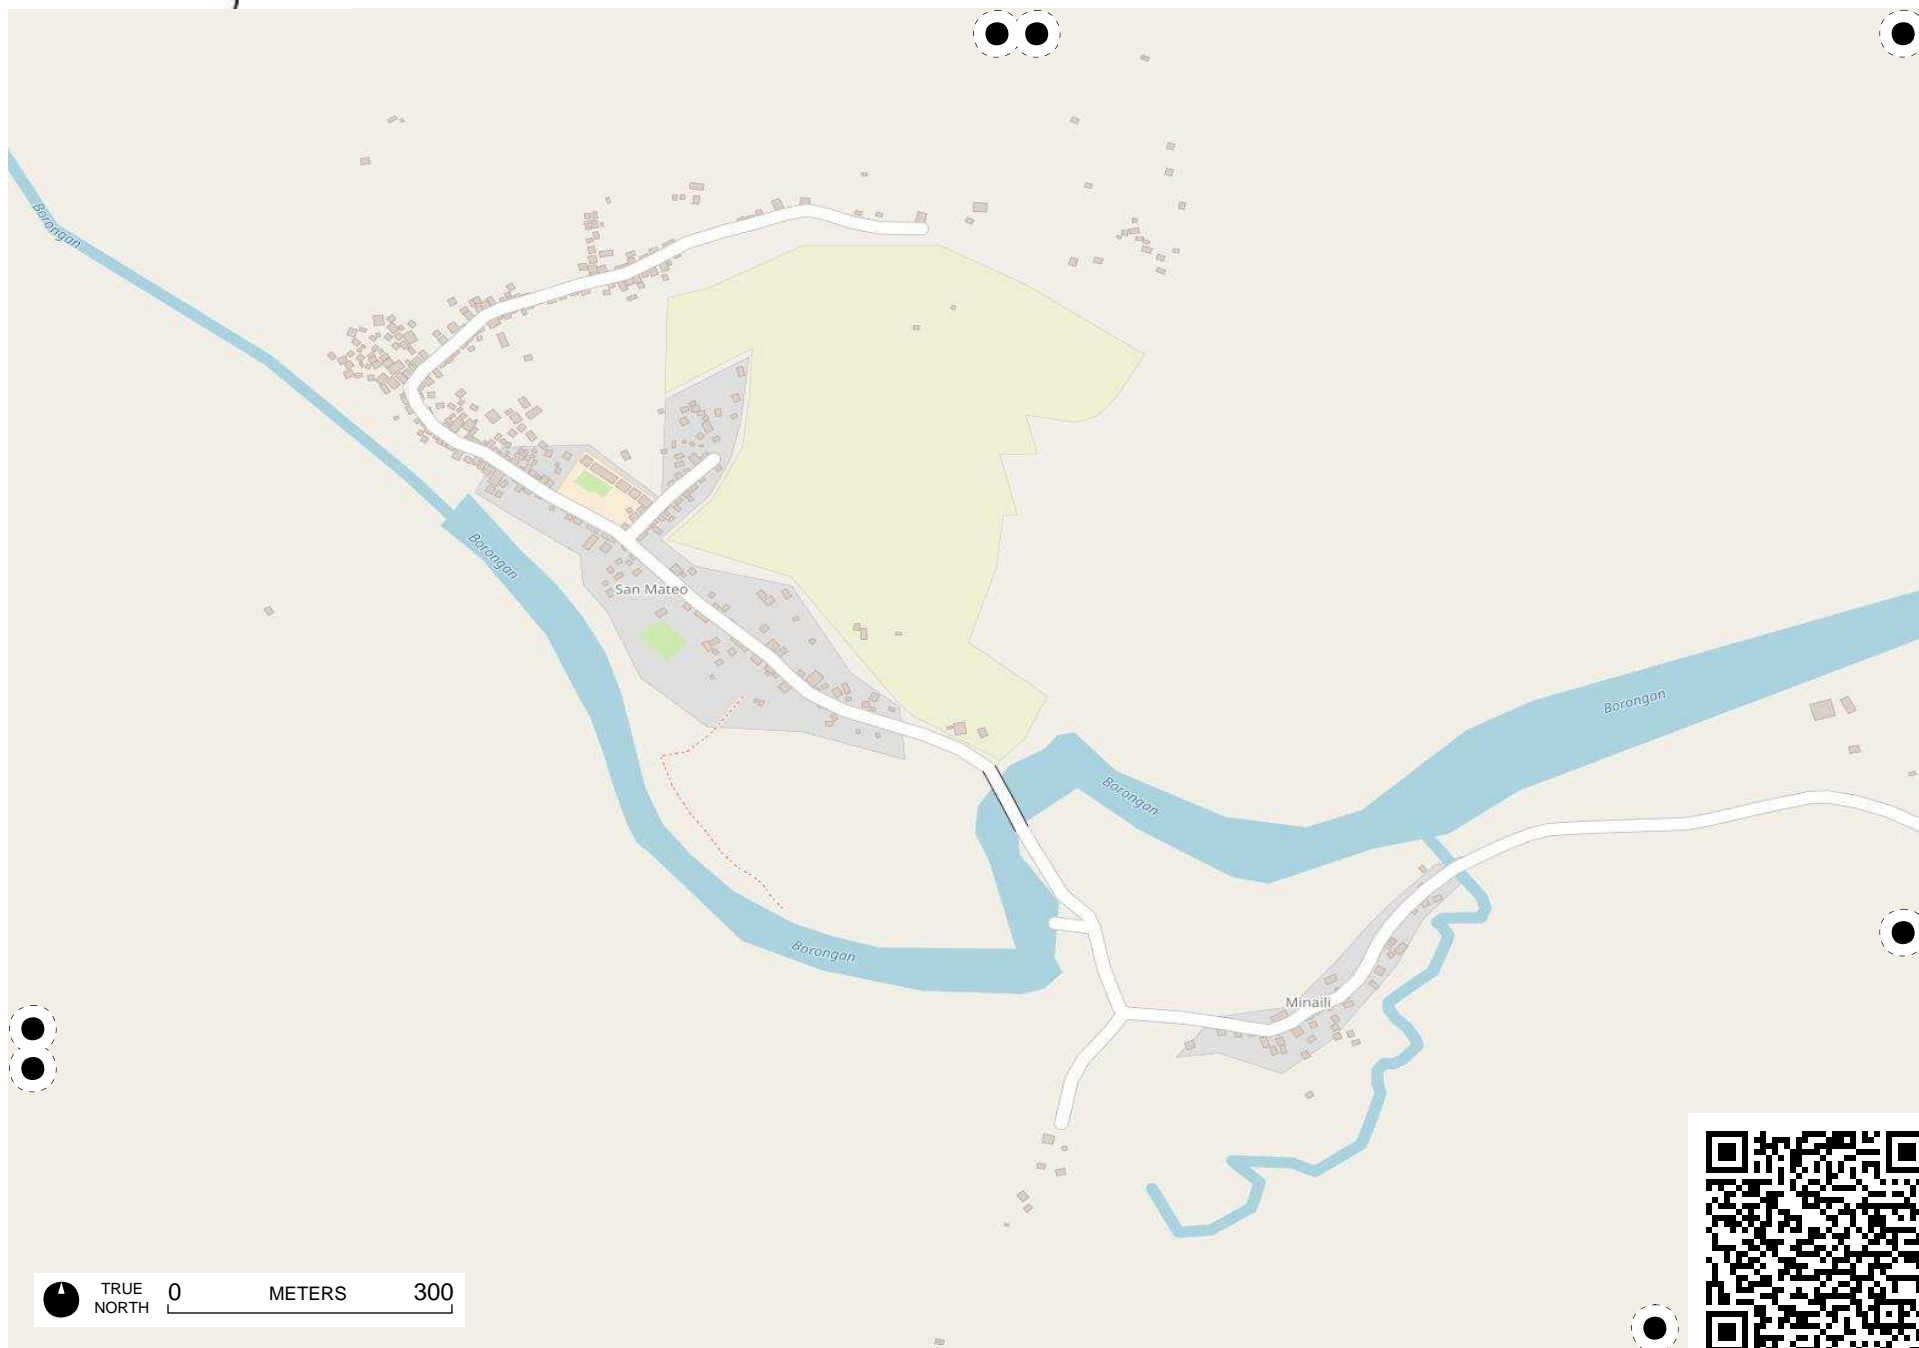 Borongan
Borongan
San Mateo
Borongan
Borongan
Borongan
Minaili
TRUE
NORTH
0 METERS 300